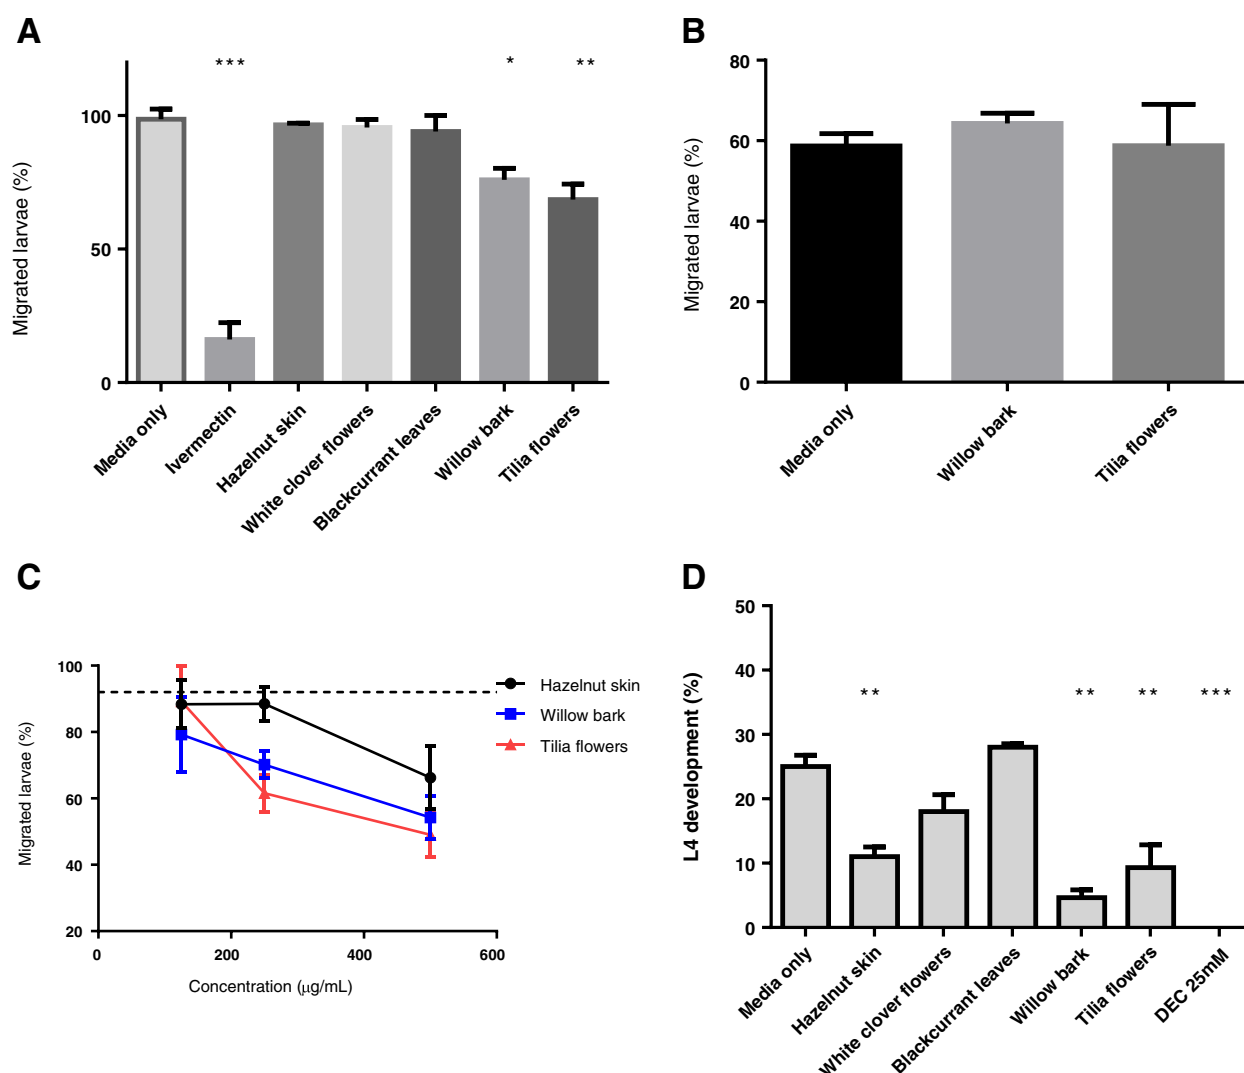 A
Migrated larvae (%)
100
50
0
***
*
**
Media only
Ivermectin
Hazelnut skin
White clover flowers
Blackcurrant leaves
Willow bark
Tilia flowers
B
Migrated larvae (%)
80
60
40
20
0
Media only
Willow bark
Tilia flowers
C
Migrated larvae (%)
100
80
60
40
20
0
200
400
600
Concentration (μg/mL)
Hazelnut skin
Willow bark
Tilia flowers
D
L4 development (%)
50
40
30
20
10
0
**
**
**
***
Media only
Hazelnut skin
White clover flowers
Blackcurrant leaves
Willow bark
Tilia flowers
DEC 25mM